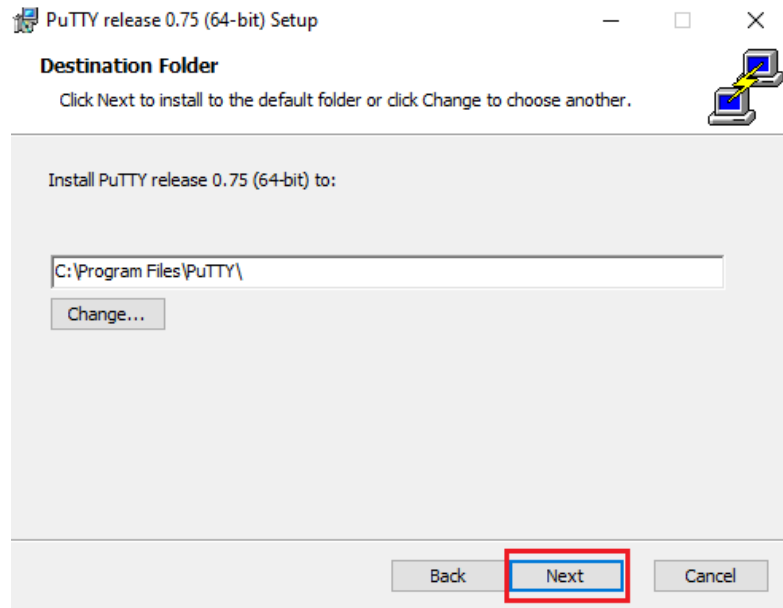 PuTTY release 0.75 (64-bit) Setup
Destination Folder
Click Next to install to the default folder or click Change to choose another.
Install PuTTY release 0.75 (64-bit) to:
C:\Program Files\PuTTY\
Change...
Back Next Cancel